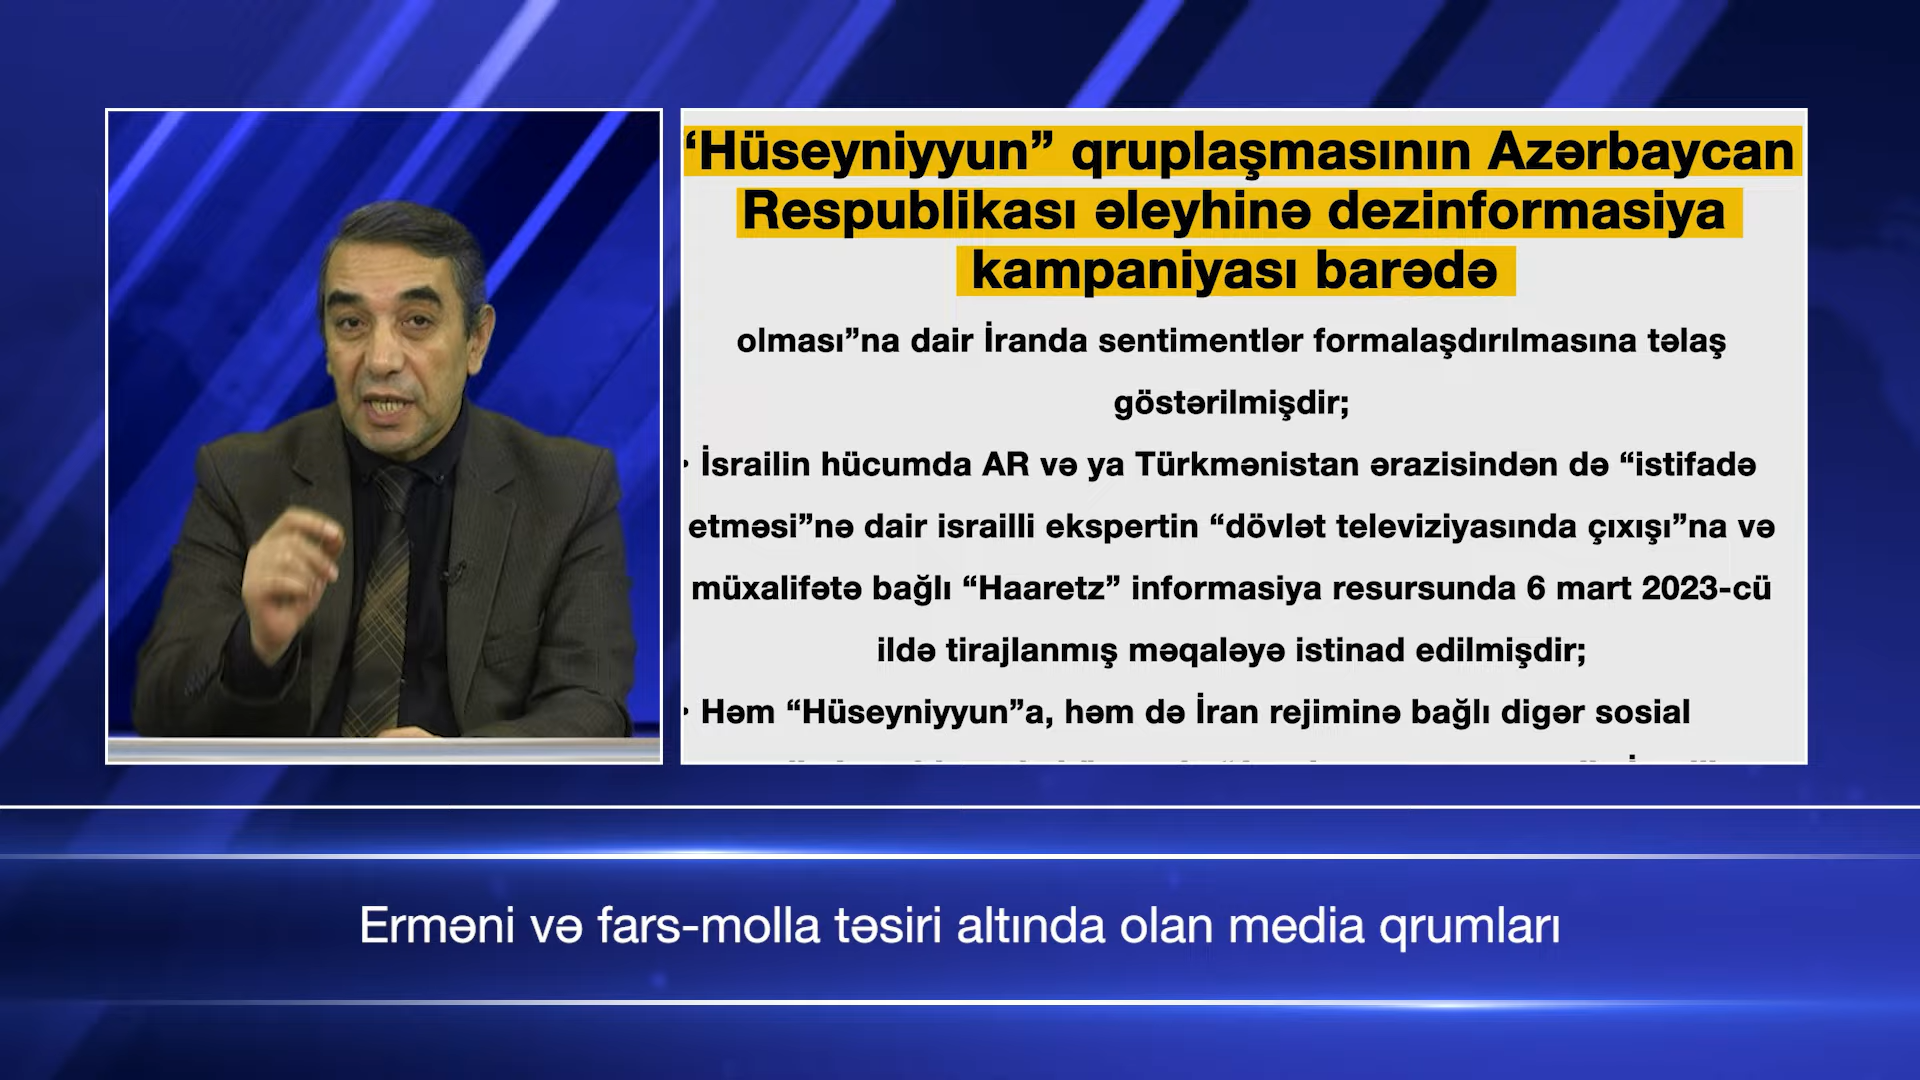 “Hüseyniyyun” qruplaşmasının Azərbaycan
Respublikası əleyhinə dezinformasiya
kampaniyası barədə
olması”na dair İranda sentimentlər formalaşdırılmasına təlaş
göstərilmişdir;
• İsrailin hücumda AR və ya Türkmənistan ərazisindən də “istifadə
etməsi”nə dair israilli ekspertin “dövlət televiziyasında çıxışı”na və
müxalifətə bağlı “Haaretz” informasiya resursunda 6 mart 2023-cü
ildə tirajlanmış məqaləyə istinad edilmişdir;
• Həm “Hüseyniyyun”a, həm də İran rejiminə bağlı digər sosial
Erməni və fars-molla təsiri altında olan media qrumları